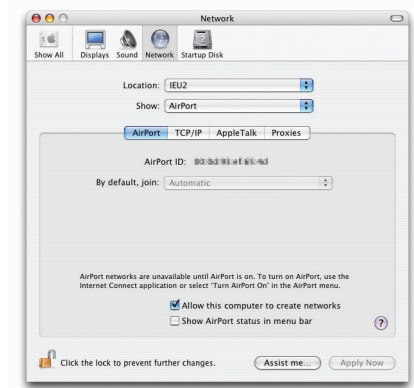 Network
Show All Displays Sound Network Startup Disk
Location: IEU2
Show: AirPort
AirPort TCP/IP AppleTalk Proxies
AirPort ID:
By default, join: Automatic
AirPort networks are unavailable until AirPort is on. To turn on AirPort, use the
Internet Connect application or select 'Turn AirPort On' in the AirPort menu.
Allow this computer to create networks
Show AirPort status in menu bar
?
Click the lock to prevent further changes. Assist me... Apply Now